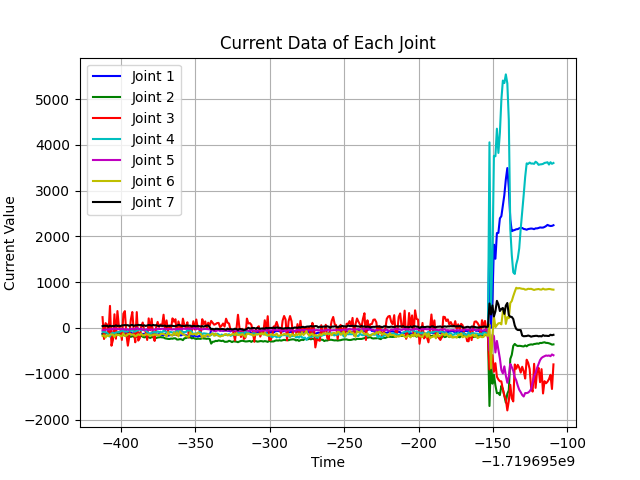 Current Data of Each Joint
Joint 1
Joint 2
Joint 3
Joint 4
Joint 5
Joint 6
Joint 7
Current Value
5000
4000
3000
2000
1000
0
−1000
−2000
−400 −350 −300 −250 −200 −150 −100
Time
−1.719695e9